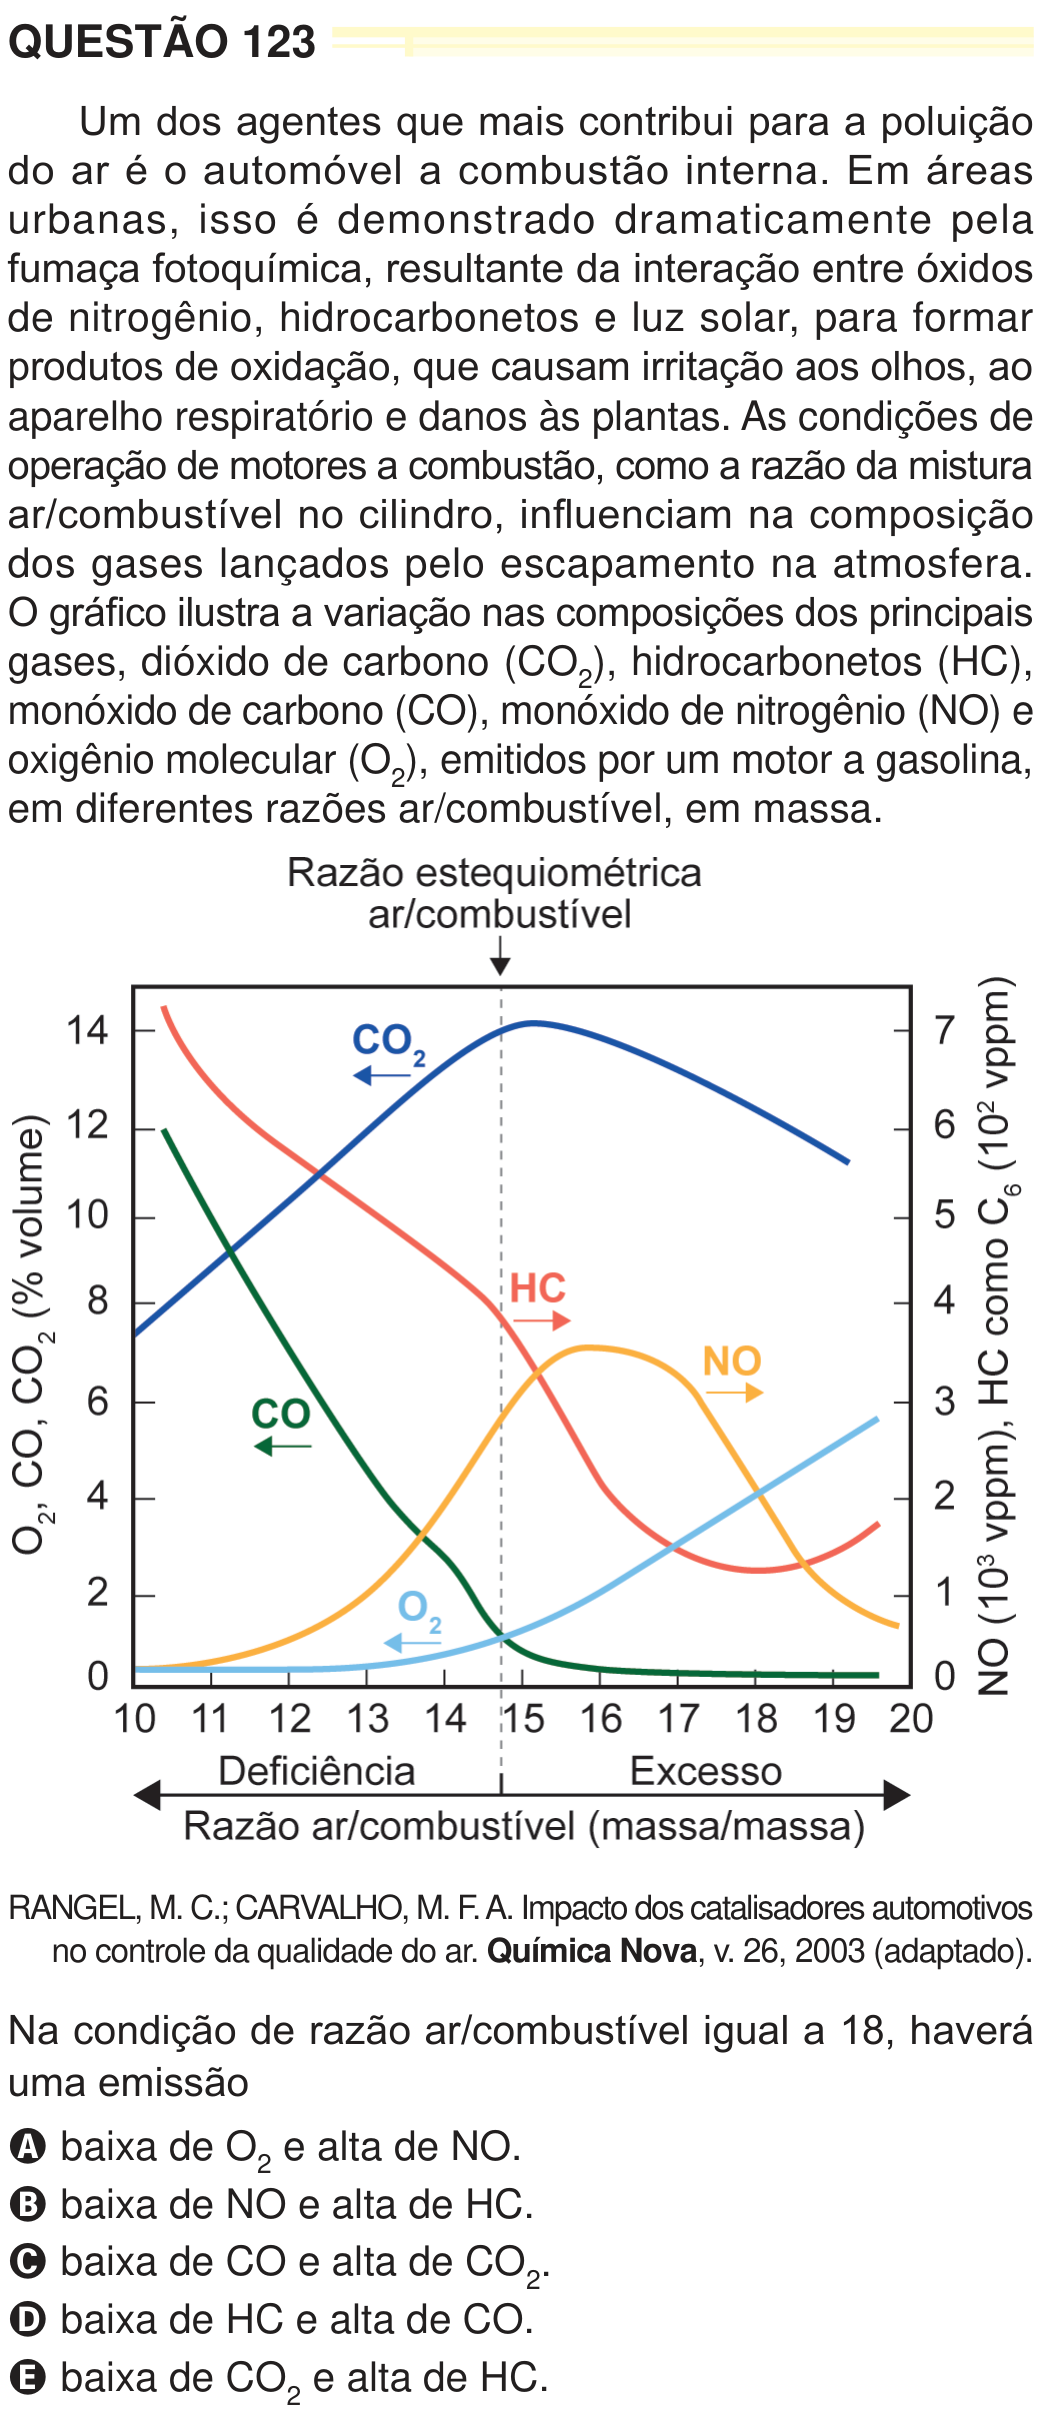 QUESTÃO 123
Um dos agentes que mais contribui para a poluição
do ar é o automóvel a combustão interna. Em áreas
urbanas, isso é demonstrado dramaticamente pela
fumaça fotoquímica, resultante da interação entre óxidos
de nitrogênio, hidrocarbonetos e luz solar, para formar
produtos de oxidação, que causam irritação aos olhos, ao
aparelho respiratório e danos às plantas. As condições de
operação de motores a combustão, como a razão da mistura
ar/combustível no cilindro, influenciam na composição
dos gases lançados pelo escapamento na atmosfera.
O gráfico ilustra a variação nas composições dos principais
gases, dióxido de carbono (CO₂), hidrocarbonetos (HC),
monóxido de carbono (CO), monóxido de nitrogênio (NO) e
oxigênio molecular (O₂), emitidos por um motor a gasolina,
em diferentes razões ar/combustível, em massa.
Razão estequiométrica
ar/combustível
O₂, CO, CO₂ (% volume)
14
12
10
8
6
4
2
0
CO₂
HC
NO
CO
O₂
7
6
5
4
3
2
1
0
NO (10³ vppm), HC como C₆ (10² vppm)
10 11 12 13 14 15 16 17 18 19 20
Deficiência Excesso
Razão ar/combustível (massa/massa)
RANGEL, M. C.; CARVALHO, M. F. A. Impacto dos catalisadores automotivos
no controle da qualidade do ar. Química Nova, v. 26, 2003 (adaptado).
Na condição de razão ar/combustível igual a 18, haverá
uma emissão
A baixa de O₂ e alta de NO.
B baixa de NO e alta de HC.
C baixa de CO e alta de CO₂.
D baixa de HC e alta de CO.
E baixa de CO₂ e alta de HC.